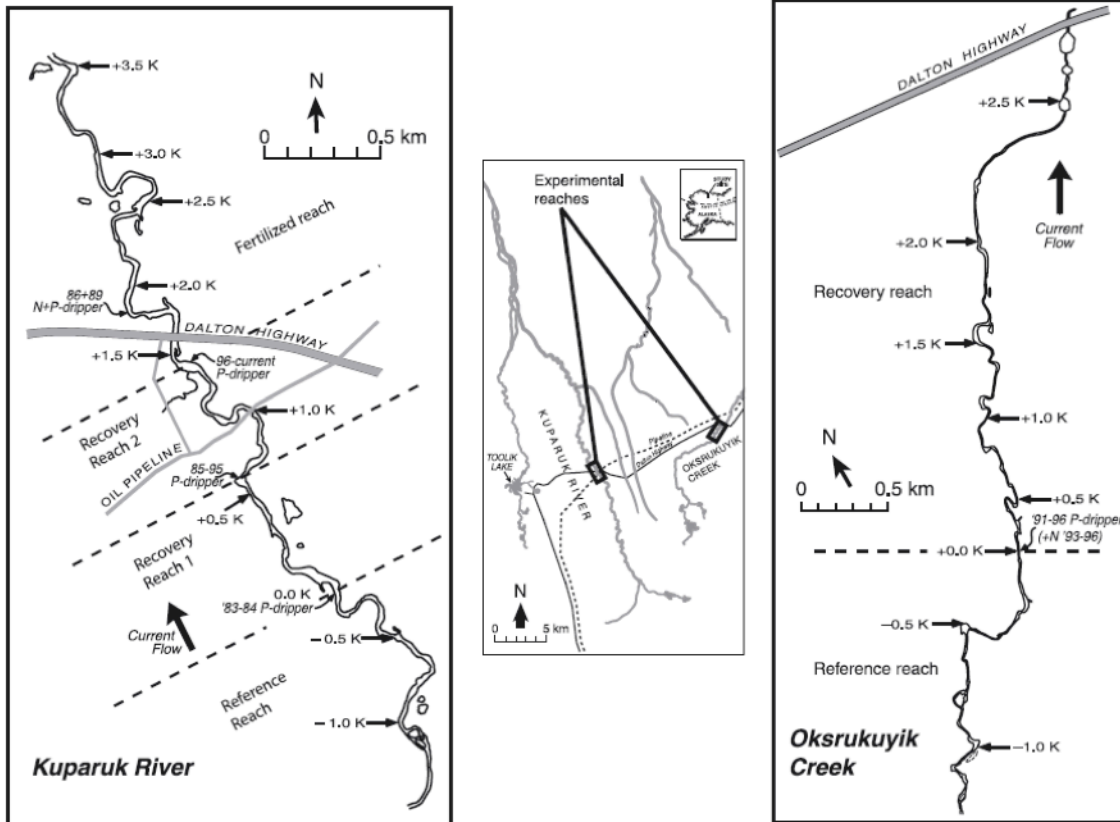 +3.5 K
N
0
0.5 km
+3.0 K
+2.5 K
Fertilized reach
+2.0 K
86+89
N+P-dripper
DALTON HIGHWAY
+1.5 K
96-current
P-dripper
+1.0 K
Recovery
Reach 2
OIL PIPELINE
85-95
P-dripper
+0.5 K
Recovery
Reach 1
0.0 K
'83-84 P-dripper
Current
Flow
-0.5 K
Reference
Reach
-1.0 K
Kuparuk River
Experimental
reaches
ALASKA
KUPARUK RIVER
Pipeline
Dalton Highway
TOOLIK
LAKE
OKSRUKUYIK
CREEK
N
0
5 km
DALTON HIGHWAY
+2.5 K
Current
Flow
+2.0 K
Recovery reach
+1.5 K
+1.0 K
N
0
0.5 km
+0.5 K
'91-96 P-dripper
(+N '93-96)
+0.0 K
-0.5 K
Reference reach
Oksrukuyik
Creek
-1.0 K